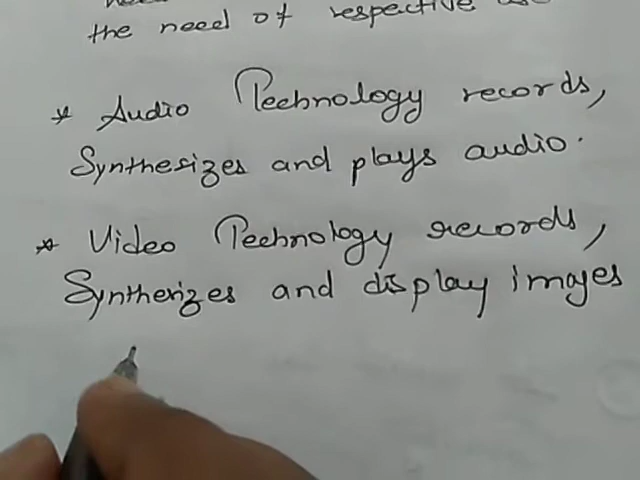 the need of respective
* Audio Technology records,
Synthesizes and plays audio.
* Video Technology records,
Synthesizes and display images